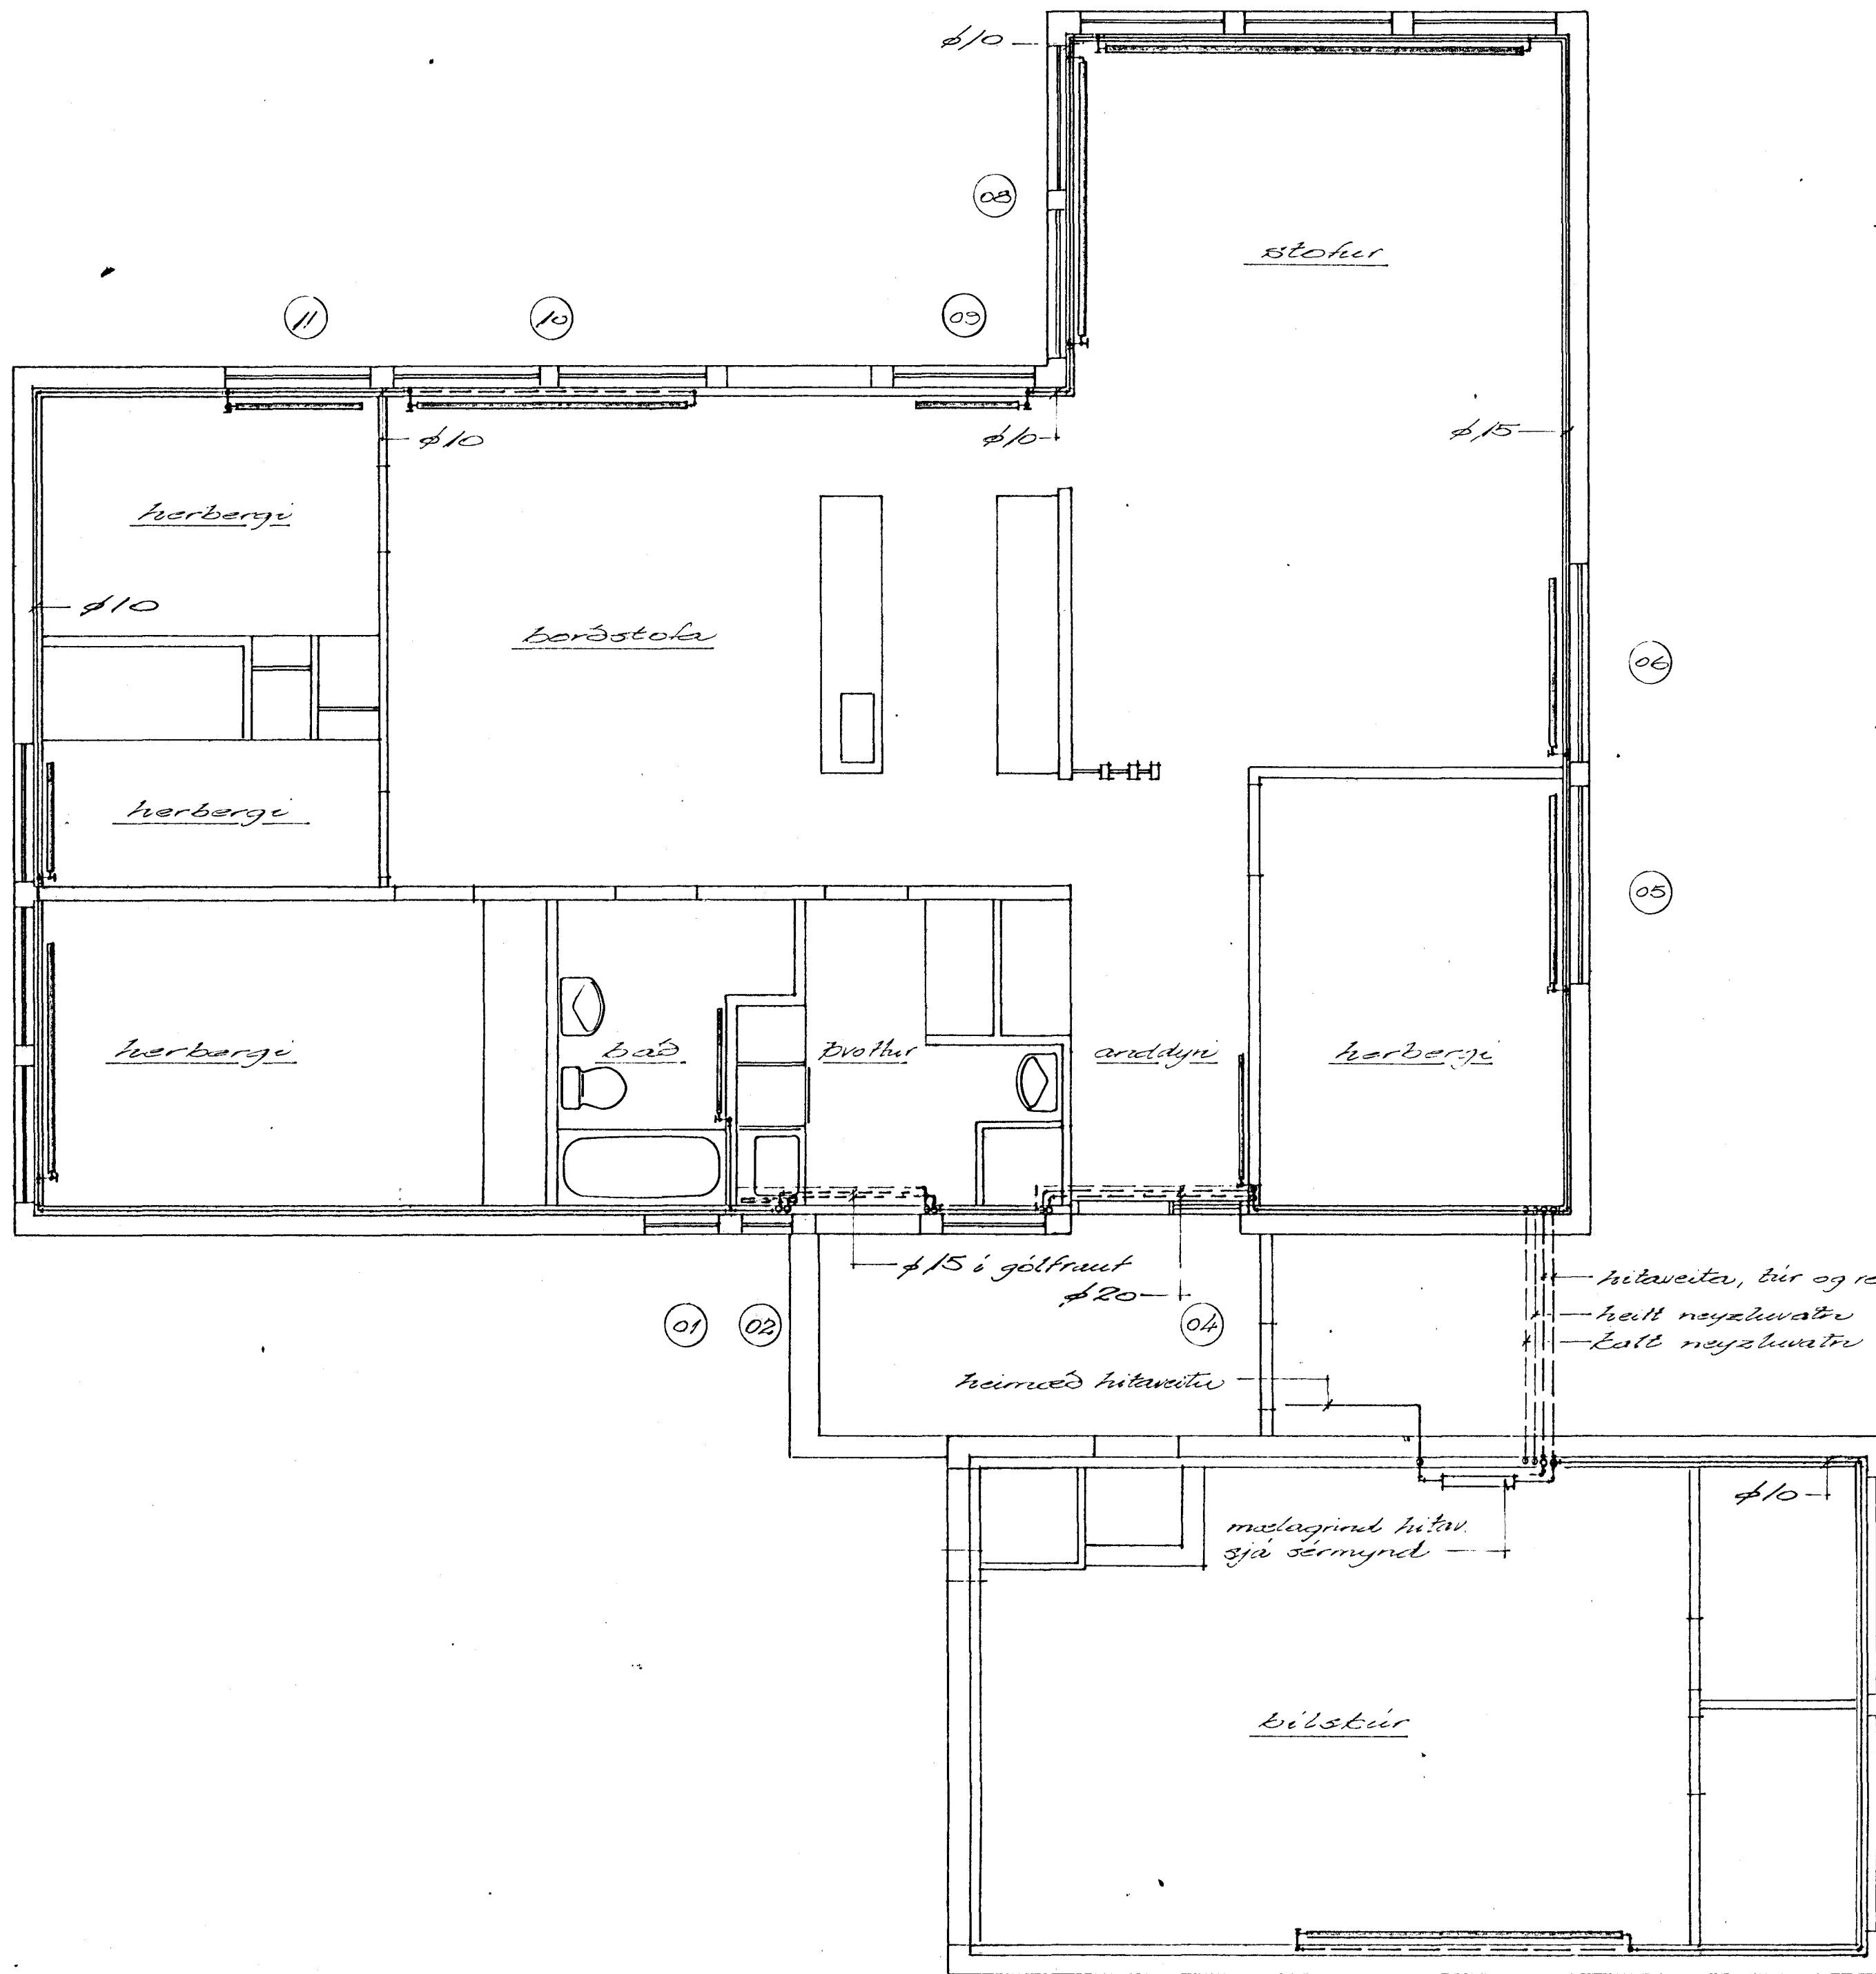 ø10
08
stofur
11
10
09
ø10
ø10
ø15
herbergi
ø10
borðstofa
06
herbergi
05
herbergi
bað
þvottur
anddyri
herbergi
ø15 í gólfraut
ø20
hitaveita, túr og re
heitt neyzluvatn
kalt neyzluvatn
01
02
04
heimæð hitaveitu
ø10
mælagrind hitav.
sjá sérmynd
bílskúr